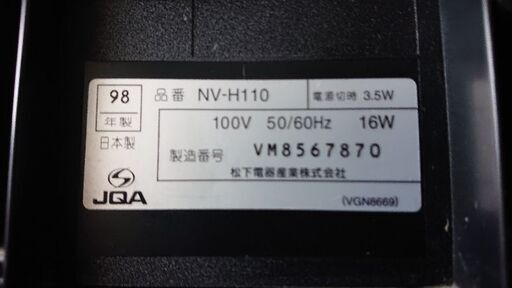 98
年製
日本製
品番 NV-H110
電源切時 3.5W
100V 50/60Hz 16W
製造番号 VM8567870
松下電器産業株式会社
JQA
(VGN8669)